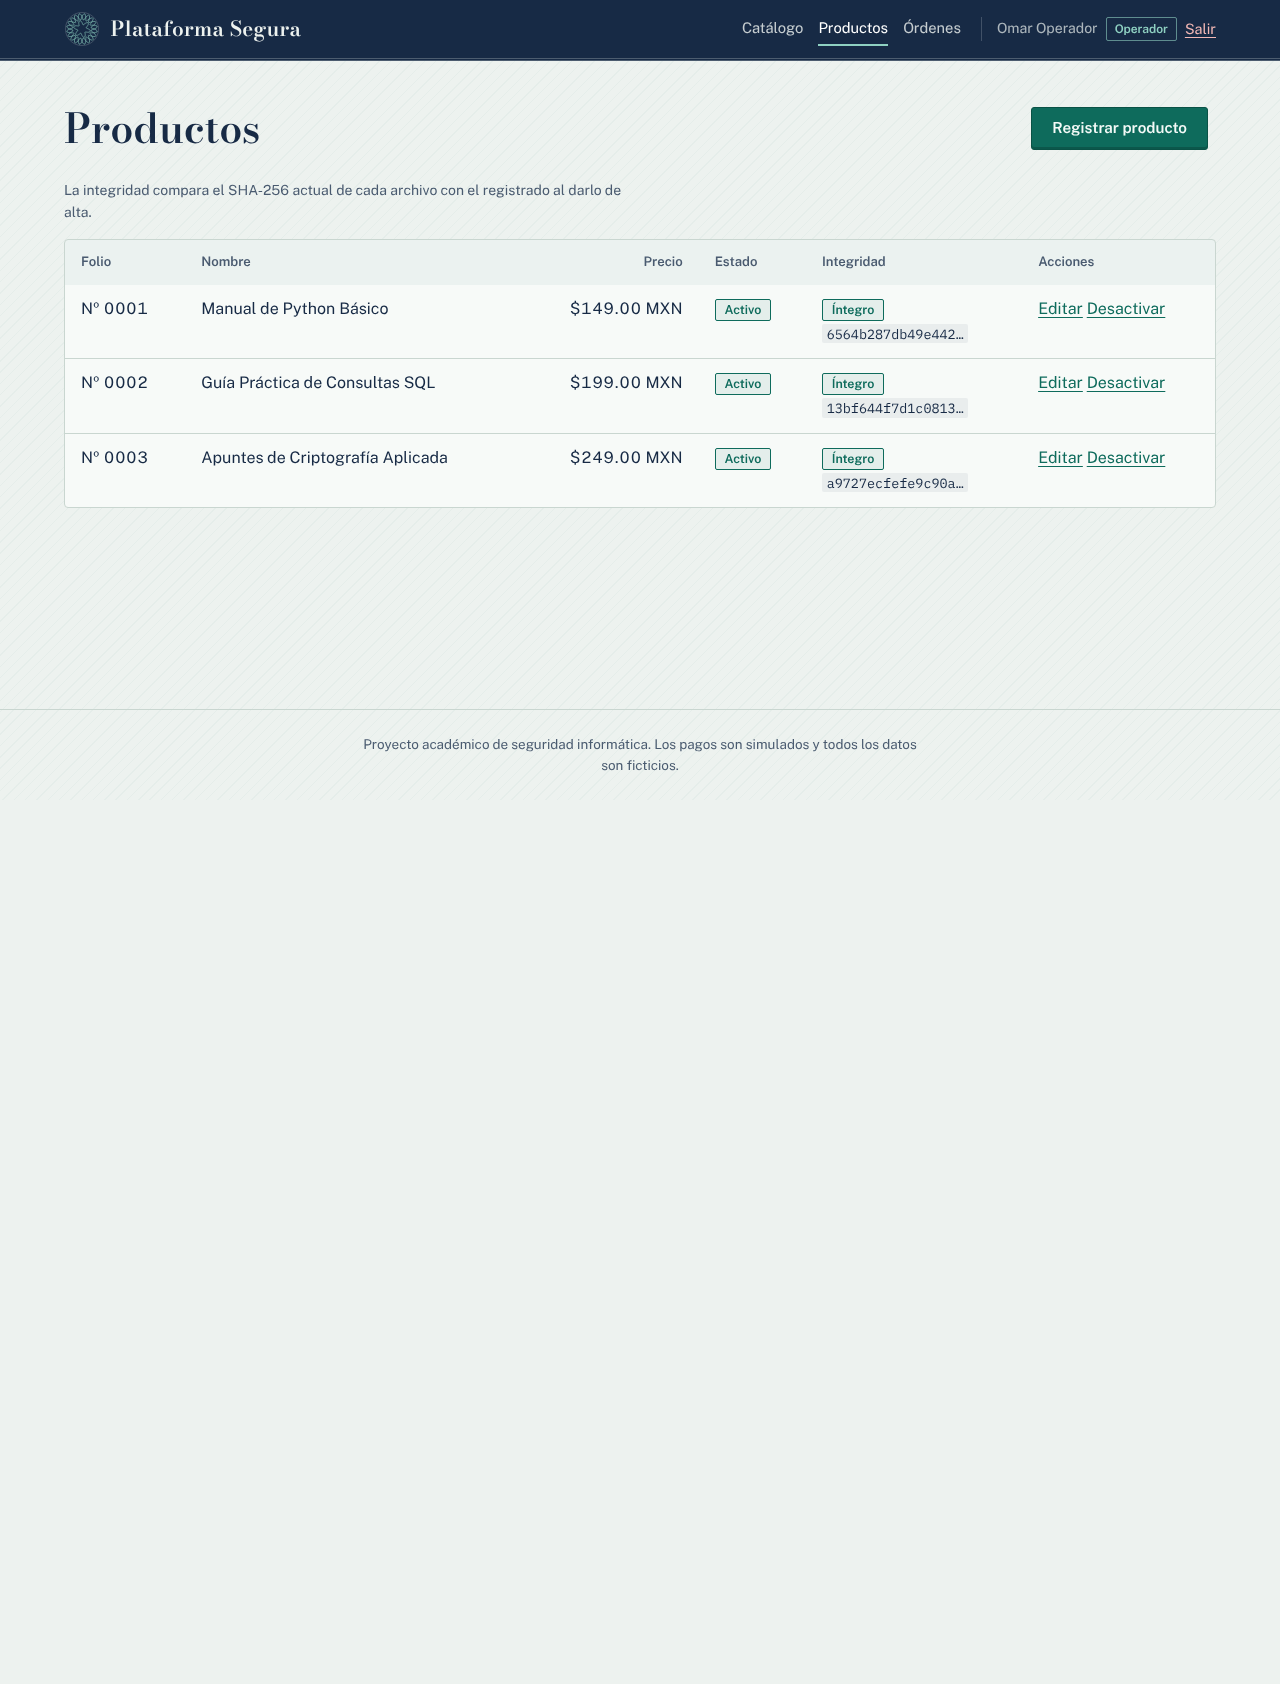 Plataforma Segura
Catálogo Productos Órdenes Omar Operador Operador Salir
Productos
Registrar producto
La integridad compara el SHA-256 actual de cada archivo con el registrado al darlo de
alta.
Folio Nombre Precio Estado Integridad Acciones
Nº 0001 Manual de Python Básico $149.00 MXN Activo Íntegro Editar Desactivar
6564b287db49e442…
Nº 0002 Guía Práctica de Consultas SQL $199.00 MXN Activo Íntegro Editar Desactivar
13bf644f7d1c0813…
Nº 0003 Apuntes de Criptografía Aplicada $249.00 MXN Activo Íntegro Editar Desactivar
a9727ecfefe9c90a…
Proyecto académico de seguridad informática. Los pagos son simulados y todos los datos
son ficticios.